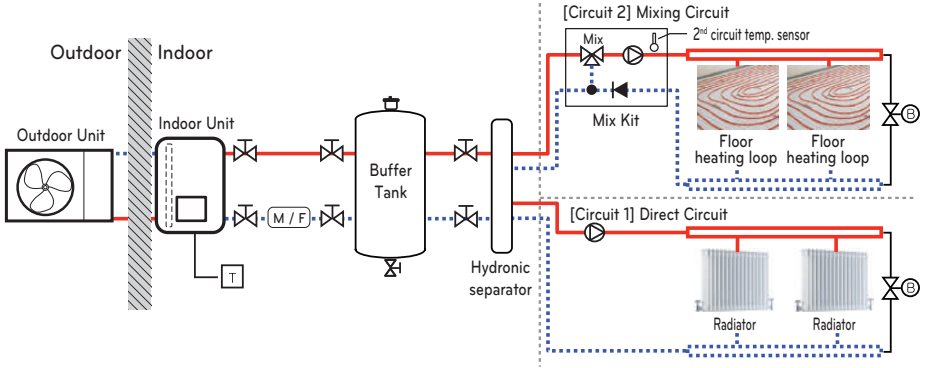 Outdoor
Indoor
Outdoor Unit
Indoor Unit
M / F
T
Buffer
Tank
Hydronic
separator
[Circuit 2] Mixing Circuit
Mix
2nd circuit temp. sensor
Mix Kit
Floor
heating loop
Floor
heating loop
B
[Circuit 1] Direct Circuit
Radiator
Radiator
B